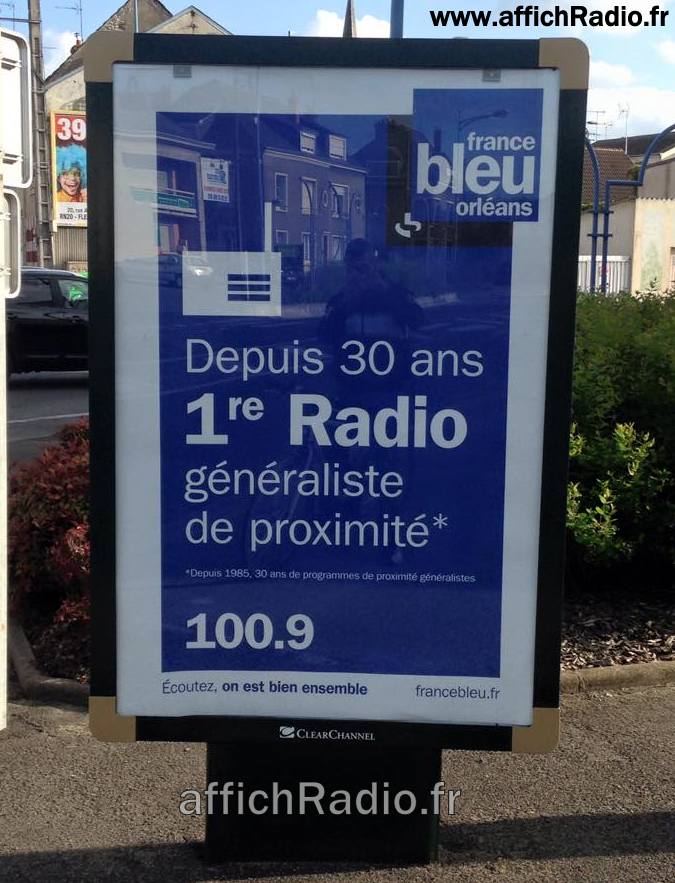 www.affichRadio.fr
39
france
bleu
orléans
Depuis 30 ans
1re Radio
généraliste
de proximité*
*Depuis 1985, 30 ans de programmes de proximité généralistes
100.9
Écoutez, on est bien ensemble
francebleu.fr
CLEARCHANNEL
affichRadio.fr